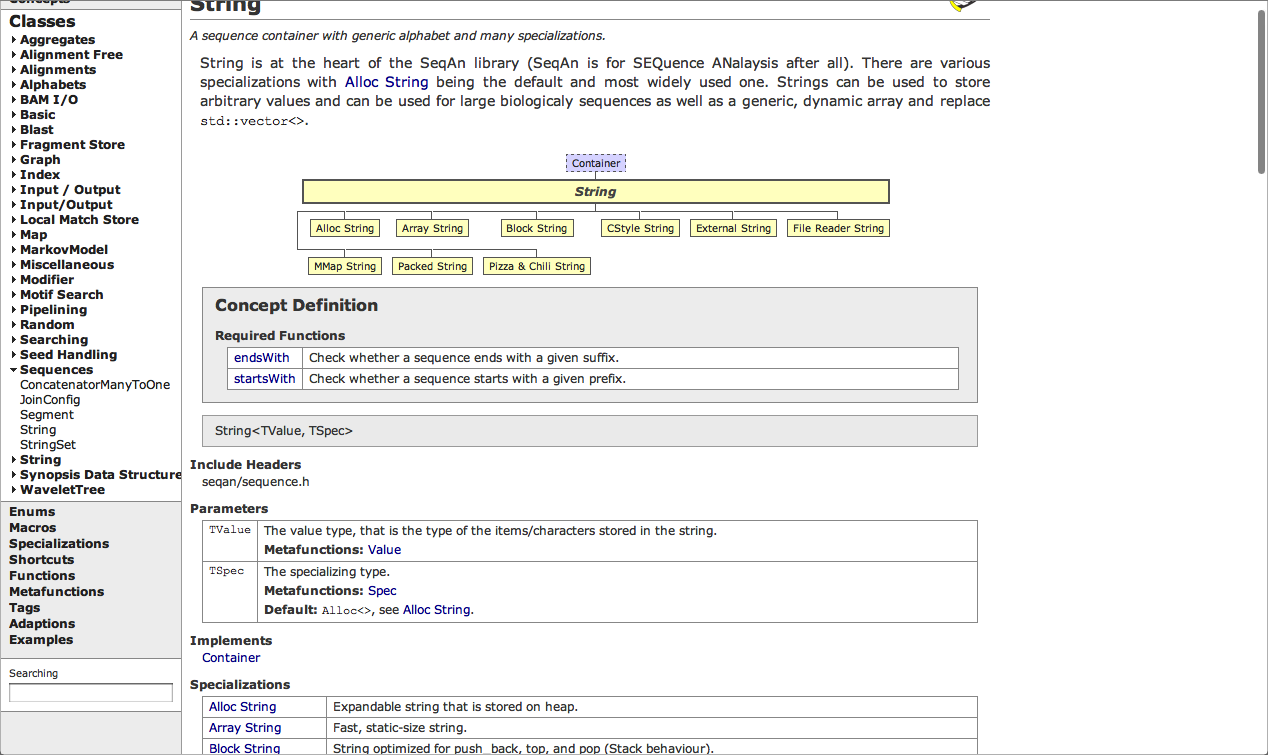 Concepts
Classes
Aggregates
Alignment Free
Alignments
Alphabets
BAM I/O
Basic
Blast
Fragment Store
Graph
Index
Input / Output
Input/Output
Local Match Store
Map
MarkovModel
Miscellaneous
Modifier
Motif Search
Pipelining
Random
Searching
Seed Handling
Sequences
ConcatenatorManyToOne
JoinConfig
Segment
String
StringSet
String
Synopsis Data Structure
WaveletTree
Enums
Macros
Specializations
Shortcuts
Functions
Metafunctions
Tags
Adaptions
Examples
Searching
String
A sequence container with generic alphabet and many specializations.
String is at the heart of the SeqAn library (SeqAn is for SEQuence ANalaysis after all). There are various
specializations with Alloc String being the default and most widely used one. Strings can be used to store
arbitrary values and can be used for large biologicaly sequences as well as a generic, dynamic array and replace
std::vector<>.
Container
String
Alloc String Array String Block String CStyle String External String File Reader String
MMap String Packed String Pizza & Chili String
Concept Definition
Required Functions
endsWith Check whether a sequence ends with a given suffix.
startsWith Check whether a sequence starts with a given prefix.
String<TValue, TSpec>
Include Headers
seqan/sequence.h
Parameters
TValue The value type, that is the type of the items/characters stored in the string.
Metafunctions: Value
TSpec The specializing type.
Metafunctions: Spec
Default: Alloc<>, see Alloc String.
Implements
Container
Specializations
Alloc String Expandable string that is stored on heap.
Array String Fast, static-size string.
Block String String optimized for push_back, top, and pop (Stack behaviour).